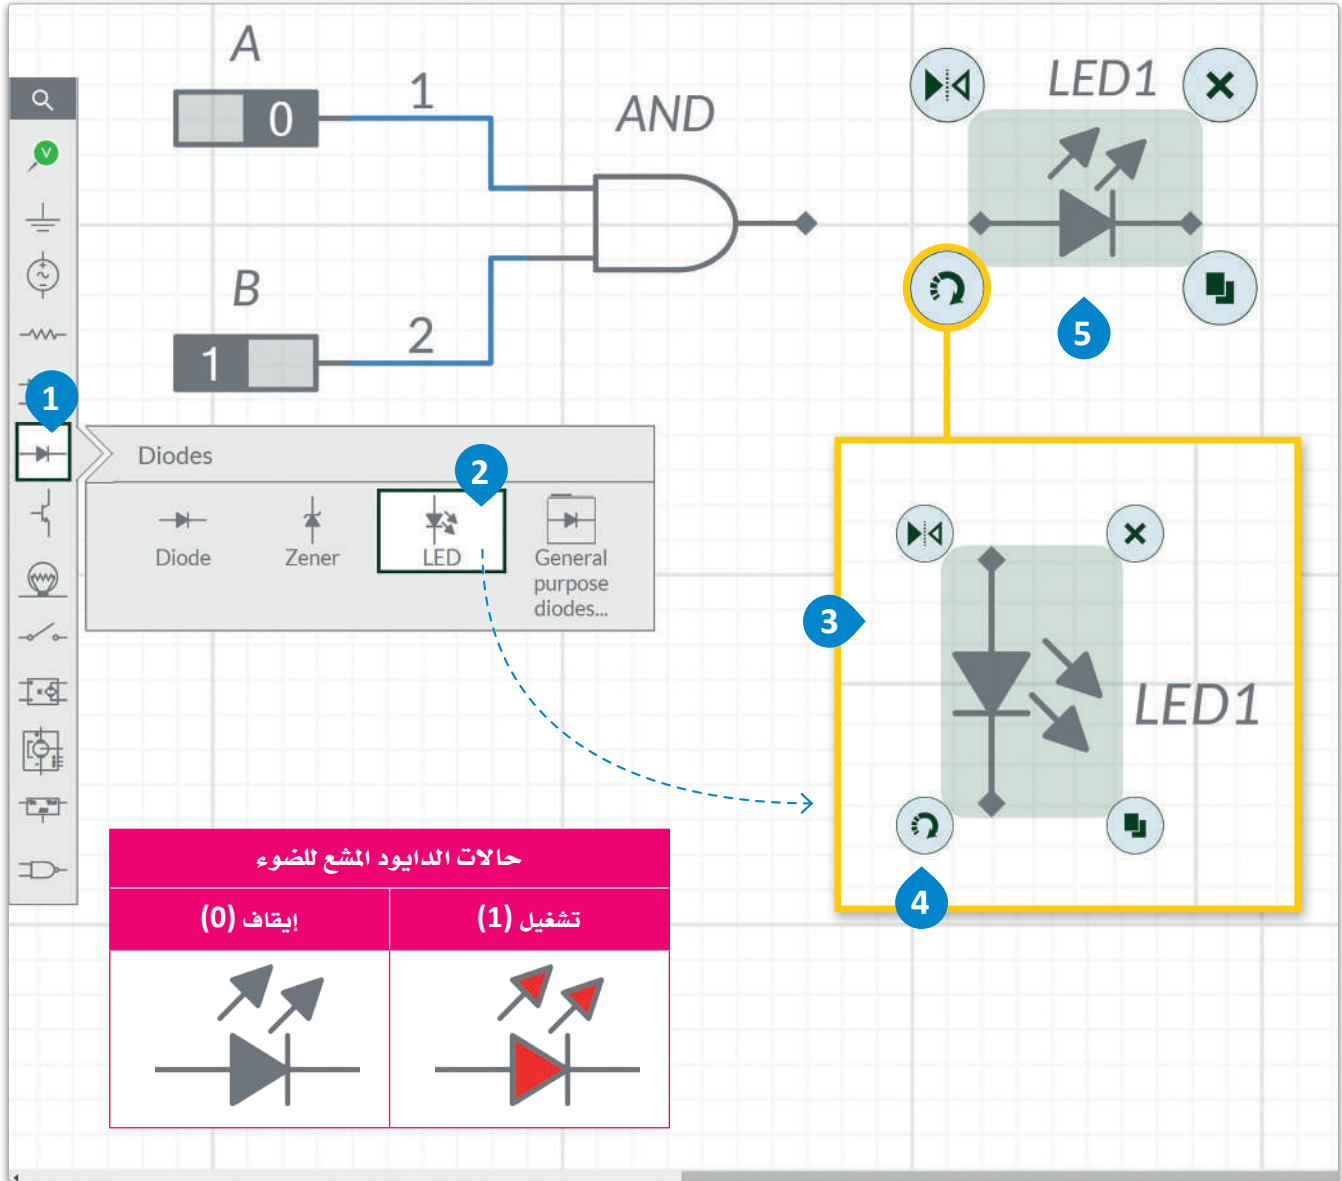 A
0
1
AND
LED1
V
B
1
2
5
1
Diodes
2
Diode
Zener
LED
General
purpose
diodes...
3
LED1
4
حالات الدايود المشع للضوء
تشغيل (1)
إيقاف (0)